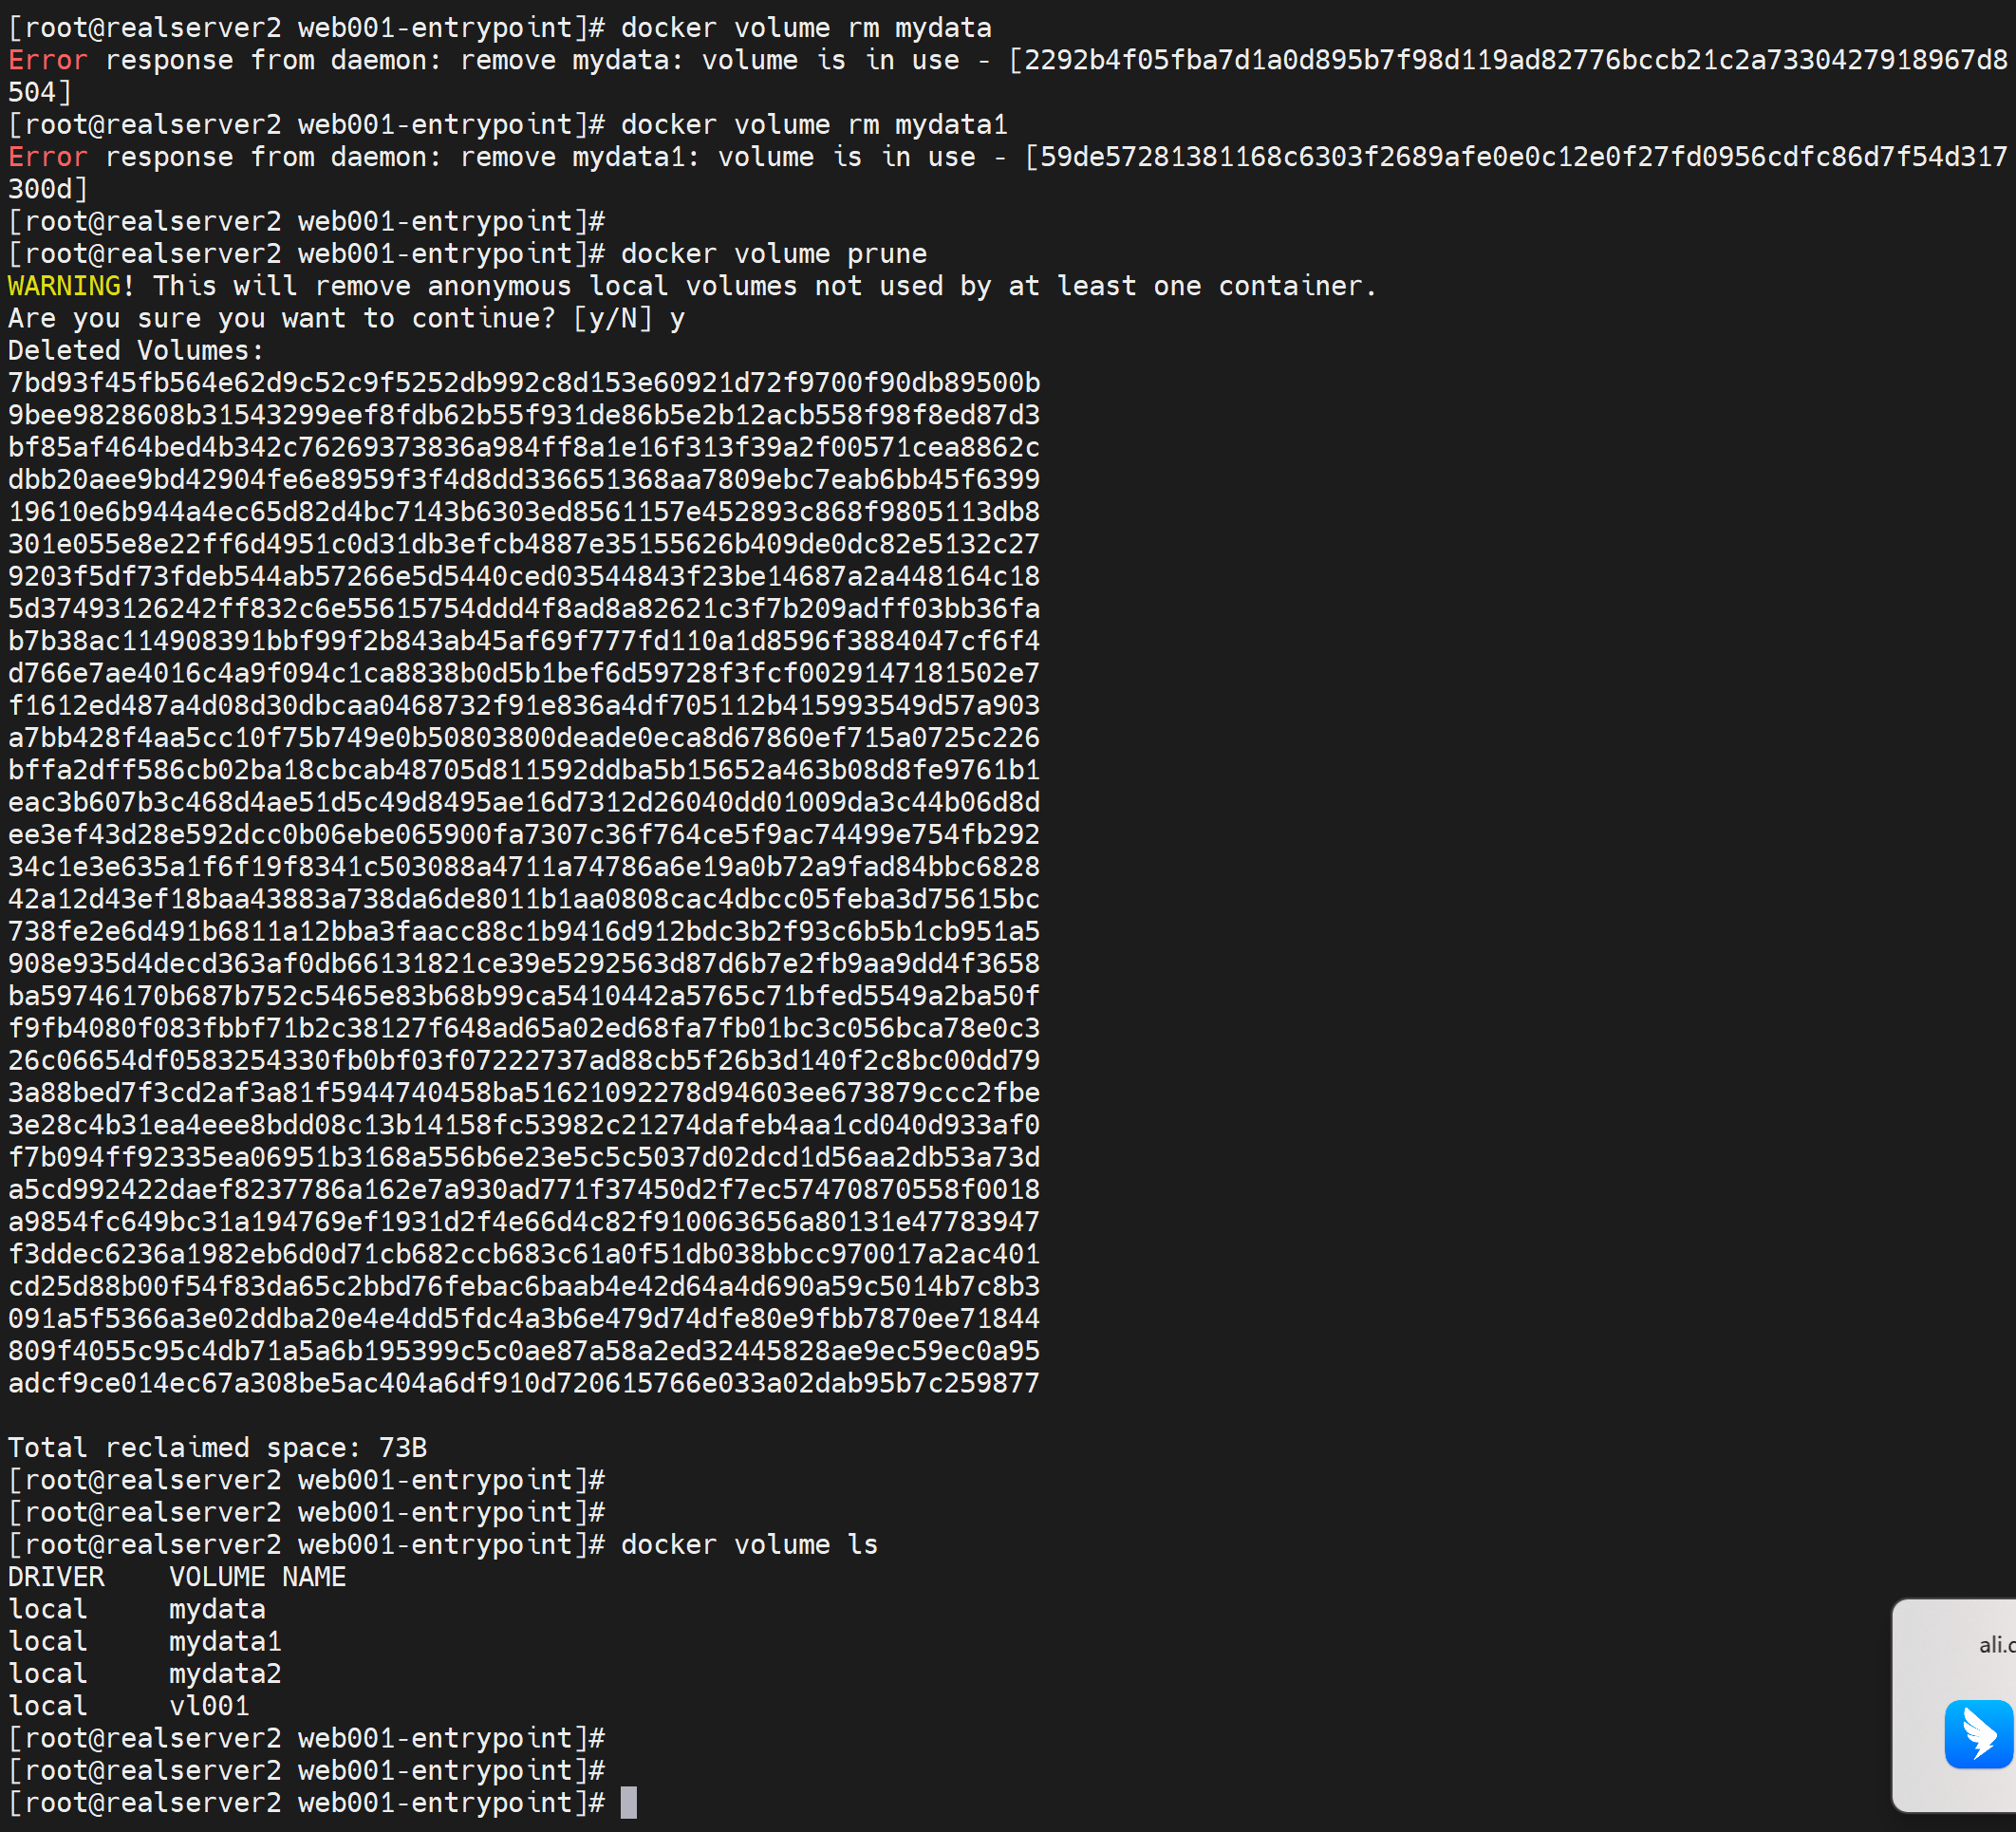 [root@realserver2 web001-entrypoint]# docker volume rm mydata
Error response from daemon: remove mydata: volume is in use - [2292b4f05fba7d1a0d895b7f98d119ad82776bccb21c2a7330427918967d8
504]
[root@realserver2 web001-entrypoint]# docker volume rm mydata1
Error response from daemon: remove mydata1: volume is in use - [59de57281381168c6303f2689afe0e0c12e0f27fd0956cdfc86d7f54d317
300d]
[root@realserver2 web001-entrypoint]#
[root@realserver2 web001-entrypoint]# docker volume prune
WARNING! This will remove anonymous local volumes not used by at least one container.
Are you sure you want to continue? [y/N] y
Deleted Volumes:
7bd93f45fb564e62d9c52c9f5252db992c8d153e60921d72f9700f90db89500b
9bee9828608b31543299eef8fdb62b55f931de86b5e2b12acb558f98f8ed87d3
bf85af464bed4b342c76269373836a984ff8a1e16f313f39a2f00571cea8862c
dbb20aee9bd42904fe6e8959f3f4d8dd336651368aa7809ebc7eab6bb45f6399
19610e6b944a4ec65d82d4bc7143b6303ed8561157e452893c868f9805113db8
301e055e8e22ff6d4951c0d31db3efcb4887e35155626b409de0dc82e5132c27
9203f5df73fdeb544ab57266e5d5440ced03544843f23be14687a2a448164c18
5d37493126242ff832c6e55615754ddd4f8ad8a82621c3f7b209adff03bb36fa
b7b38ac114908391bbf99f2b843ab45af69f777fd110a1d8596f3884047cf6f4
d766e7ae4016c4a9f094c1ca8838b0d5b1bef6d59728f3fcf0029147181502e7
f1612ed487a4d08d30dbcaa0468732f91e836a4df705112b415993549d57a903
a7bb428f4aa5cc10f75b749e0b50803800deade0eca8d67860ef715a0725c226
bffa2dff586cb02ba18cbcab48705d811592ddba5b15652a463b08d8fe9761b1
eac3b607b3c468d4ae51d5c49d8495ae16d7312d26040dd01009da3c44b06d8d
ee3ef43d28e592dcc0b06ebe065900fa7307c36f764ce5f9ac74499e754fb292
34c1e3e635a1f6f19f8341c503088a4711a74786a6e19a0b72a9fad84bbc6828
42a12d43ef18baa43883a738da6de8011b1aa0808cac4dbcc05feba3d75615bc
738fe2e6d491b6811a12bba3faacc88c1b9416d912bdc3b2f93c6b5b1cb951a5
908e935d4decd363af0db66131821ce39e5292563d87d6b7e2fb9aa9dd4f3658
ba59746170b687b752c5465e83b68b99ca5410442a5765c71bfed5549a2ba50f
f9fb4080f083fbbf71b2c38127f648ad65a02ed68fa7fb01bc3c056bca78e0c3
26c06654df0583254330fb0bf03f07222737ad88cb5f26b3d140f2c8bc00dd79
3a88bed7f3cd2af3a81f5944740458ba51621092278d94603ee673879ccc2fbe
3e28c4b31ea4eee8bdd08c13b14158fc53982c21274dafeb4aa1cd040d933af0
f7b094ff92335ea06951b3168a556b6e23e5c5c5037d02dcd1d56aa2db53a73d
a5cd992422daef8237786a162e7a930ad771f37450d2f7ec57470870558f0018
a9854fc649bc31a194769ef1931d2f4e66d4c82f910063656a80131e47783947
f3ddec6236a1982eb6d0d71cb682ccb683c61a0f51db038bbcc970017a2ac401
cd25d88b00f54f83da65c2bbd76febac6baab4e42d64a4d690a59c5014b7c8b3
091a5f5366a3e02ddba20e4e4dd5fdc4a3b6e479d74dfe80e9fbb7870ee71844
809f4055c95c4db71a5a6b195399c5c0ae87a58a2ed32445828ae9ec59ec0a95
adcf9ce014ec67a308be5ac404a6df910d720615766e033a02dab95b7c259877
Total reclaimed space: 73B
[root@realserver2 web001-entrypoint]#
[root@realserver2 web001-entrypoint]#
[root@realserver2 web001-entrypoint]# docker volume ls
DRIVER    VOLUME NAME
local     mydata
local     mydata1
local     mydata2
local     vl001
[root@realserver2 web001-entrypoint]#
[root@realserver2 web001-entrypoint]#
[root@realserver2 web001-entrypoint]#